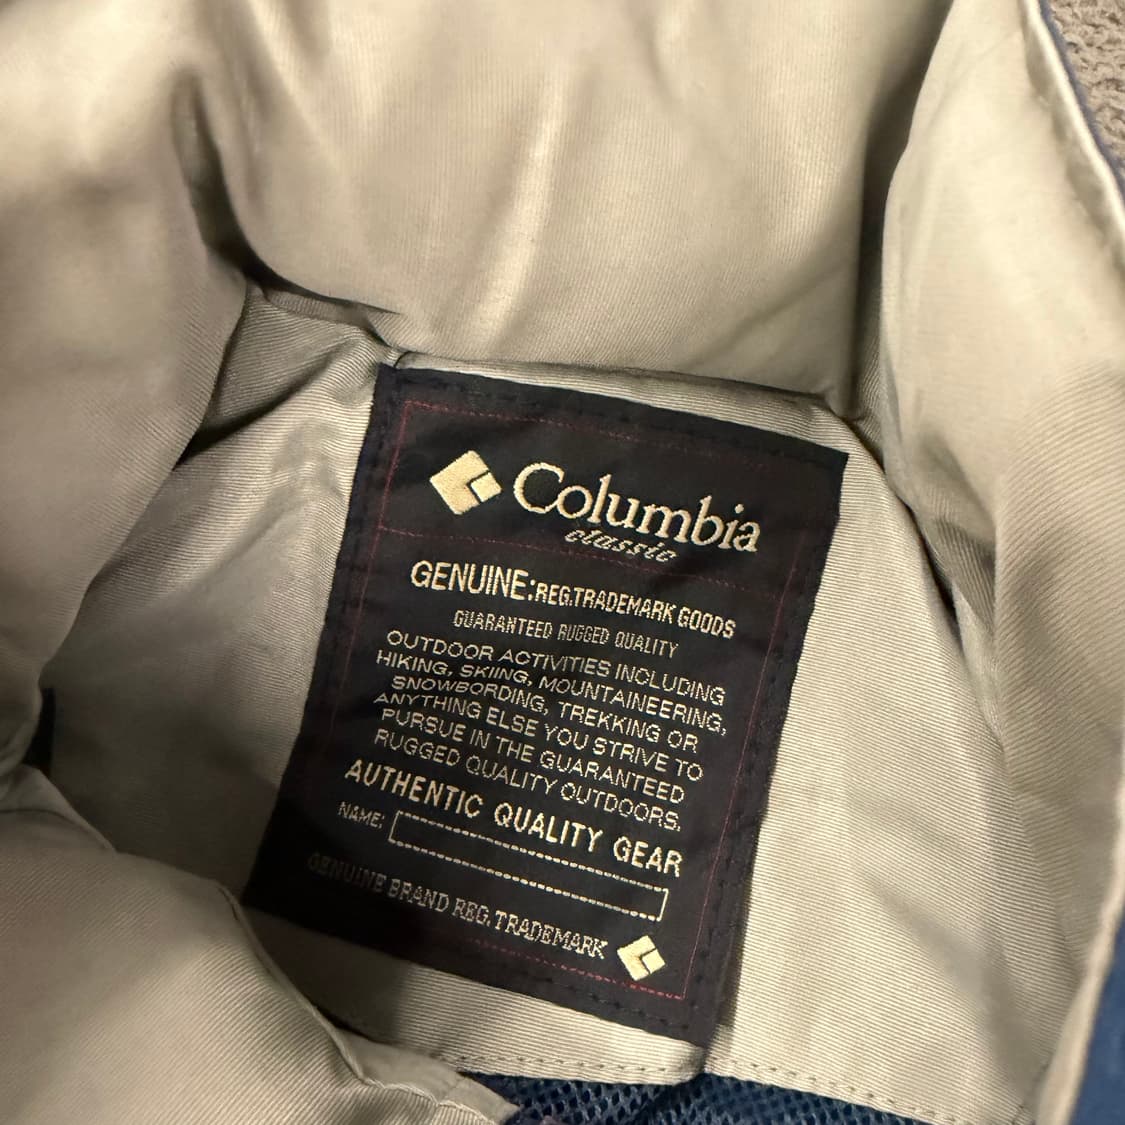 Columbia
classic
GENUINE:REG.TRADEMARK GOODS
GUARANTEED RUGGED QUALITY
OUTDOOR ACTIVITIES INCLUDING
HIKING, SKIING, MOUNTAINEERING,
SNOWBORDING, TREKKING OR
ANYTHING ELSE YOU STRIVE TO
PURSUE IN THE GUARANTEED
RUGGED QUALITY OUTDOORS.
AUTHENTIC QUALITY GEAR
NAME:
GENUINE BRAND REG.TRADEMARK